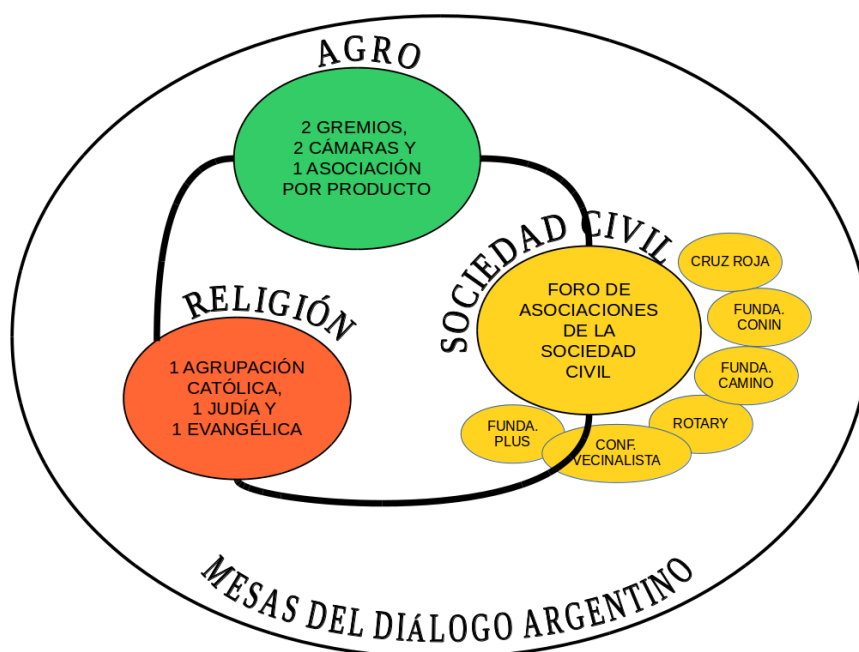 AGRO
2 GREMIOS,
2 CÁMARAS Y
1 ASOCIACIÓN
POR PRODUCTO
SOCIEDAD CIVIL
FORO DE
ASOCIACIONES
DE LA
SOCIEDAD
CIVIL
CRUZ ROJA
FUNDA.
CONIN
FUNDA.
CAMINO
ROTARY
CONF.
VECINALISTA
FUNDA.
PLUS
RELIGIÓN
1 AGRUPACIÓN
CATÓLICA,
1 JUDÍA Y
1 EVANGÉLICA
MESAS DEL DIÁLOGO ARGENTINO